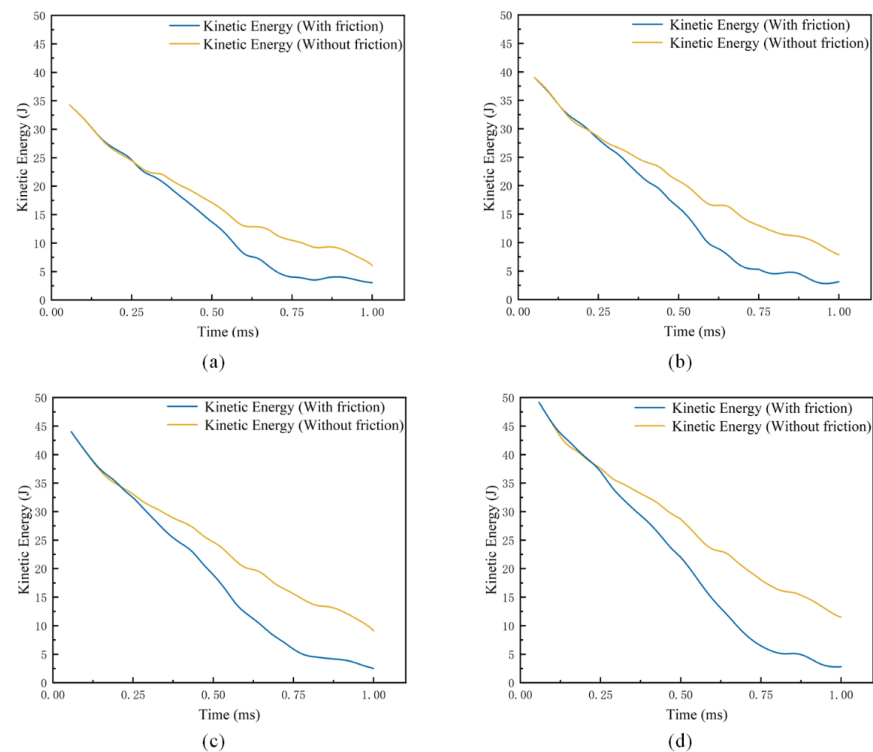 Kinetic Energy (With friction)
Kinetic Energy (Without friction)
50
45
40
35
30
25
20
15
10
5
0
Kinetic Energy (J)
0.00 0.25 0.50 0.75 1.00
Time (ms)
(a)
Kinetic Energy (With friction)
Kinetic Energy (Without friction)
50
45
40
35
30
25
20
15
10
5
0
Kinetic Energy (J)
0.00 0.25 0.50 0.75 1.00
Time (ms)
(b)
Kinetic Energy (With friction)
Kinetic Energy (Without friction)
50
45
40
35
30
25
20
15
10
5
0
Kinetic Energy (J)
0.00 0.25 0.50 0.75 1.00
Time (ms)
(c)
Kinetic Energy (With friction)
Kinetic Energy (Without friction)
50
45
40
35
30
25
20
15
10
5
0
Kinetic Energy (J)
0.00 0.25 0.50 0.75 1.00
Time (ms)
(d)